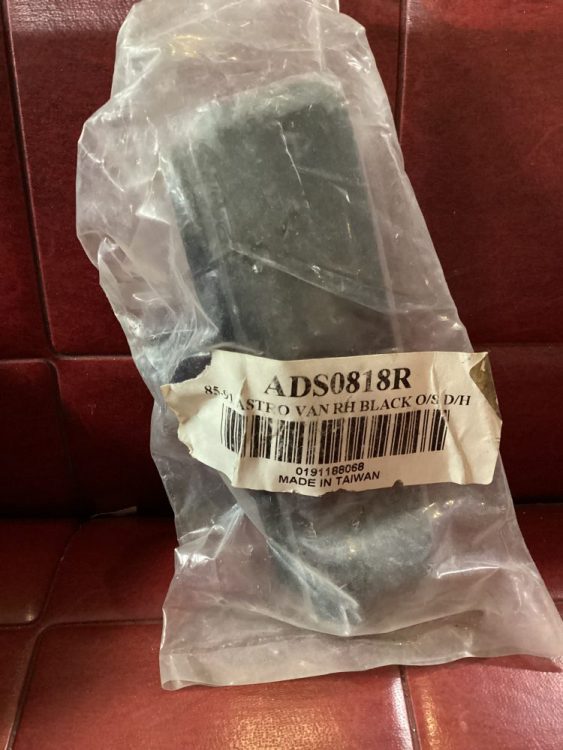 ADS0818R
85-91 ASTRO VAN RH BLACK O/S D/H
0191188068
MADE IN TAIWAN